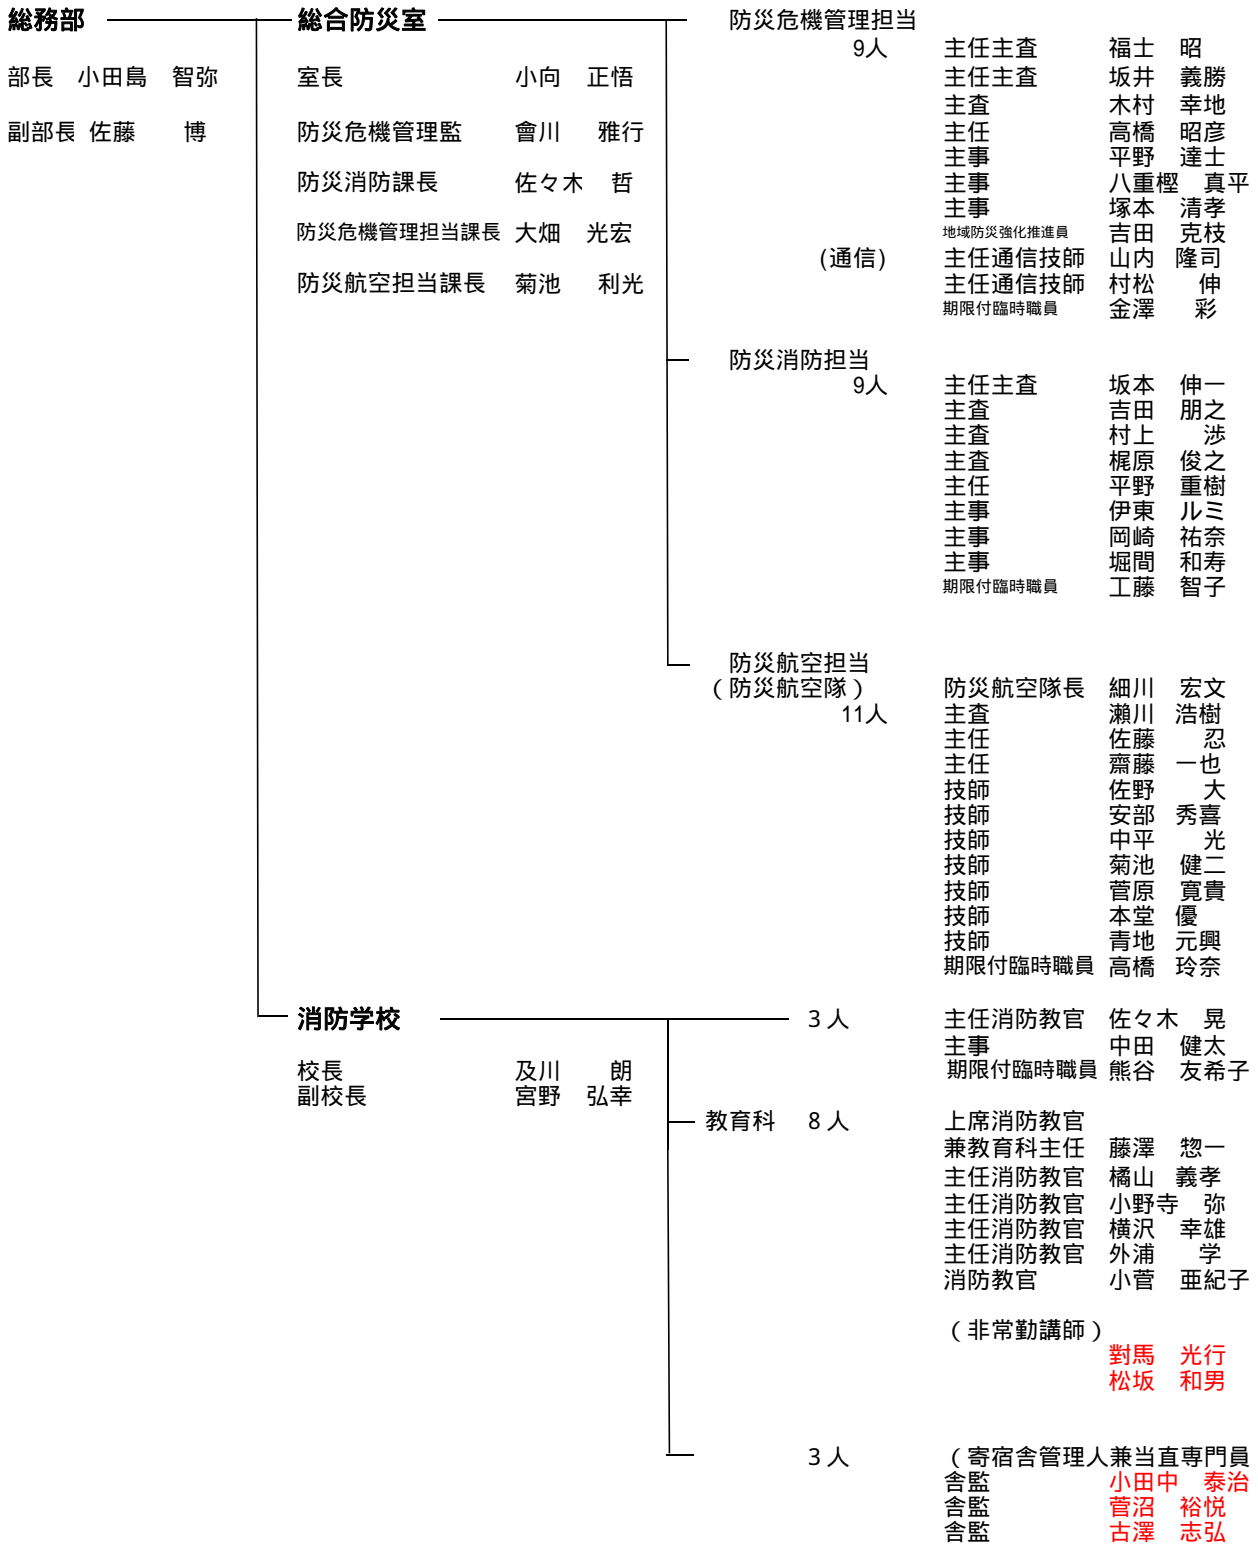 総務部　総合防災室　防災危機管理担当
9人　主任主査　福士　昭
部長　小田島　智弥　室長　小向　正悟　主任主査　坂井　義勝
主査　木村　幸地
副部長　佐藤　博　防災危機管理監　會川　雅行　主任　高橋　昭彦
主事　平野　達士
防災消防課長　佐々木　哲　主事　八重樫　真平
主事　塚本　清孝
防災危機管理担当課長　大畑　光宏　地域防災強化推進員　吉田　克枝
(通信)　主任通信技師　山内　隆司
防災航空担当課長　菊池　利光　主任通信技師　村松　伸
期限付臨時職員　金澤　彩
防災消防担当
9人　主任主査　坂本　伸一
主査　吉田　朋之
主査　村上　渉
主査　梶原　俊之
主任　平野　重樹
主事　伊東　ルミ
主事　岡崎　祐奈
主事　堀間　和寿
期限付臨時職員　工藤　智子
防災航空担当
（防災航空隊）　防災航空隊長　細川　宏文
11人　主査　瀨川　浩樹
主任　佐藤　忍
主任　齋藤　一也
技師　佐野　大
技師　安部　秀喜
技師　中平　光
技師　菊池　健二
技師　菅原　寛貴
技師　本堂　優
技師　青地　元興
期限付臨時職員　高橋　玲奈
消防学校　3人　主任消防教官　佐々木　晃
主事　中田　健太
校長　及川　朗　期限付臨時職員　熊谷　友希子
副校長　宮野　弘幸
教育科　8人　上席消防教官
兼教育科主任　藤澤　惣一
主任消防教官　橘山　義孝
主任消防教官　小野寺　弥
主任消防教官　横沢　幸雄
主任消防教官　外浦　学
消防教官　小菅　亜紀子
（非常勤講師）
對馬　光行
松坂　和男
3人　（寄宿舎管理人兼当直専門員
舎監　小田中　泰治
舎監　菅沼　裕悦
舎監　古澤　志弘